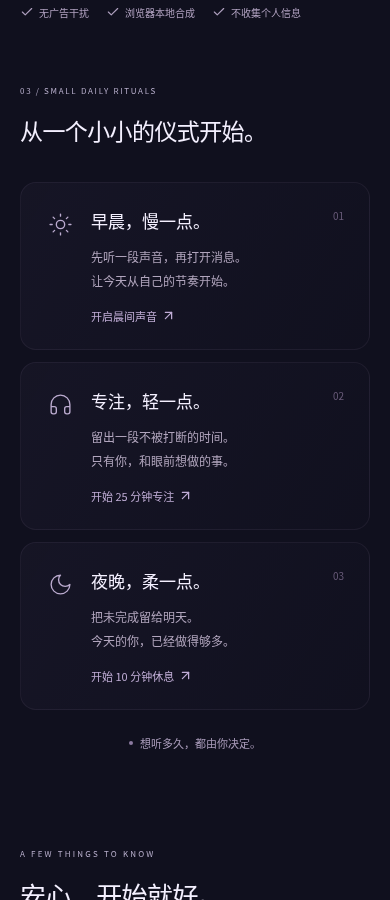 无广告干扰 浏览器本地合成 不收集个人信息
03 / SMALL DAILY RITUALS
从一个小小的仪式开始。
早晨，慢一点。 01
先听一段声音，再打开消息。
让今天从自己的节奏开始。
开启晨间声音
专注，轻一点。 02
留出一段不被打断的时间。
只有你，和眼前想做的事。
开始 25 分钟专注
夜晚，柔一点。 03
把未完成留给明天。
今天的你，已经做得够多。
开始 10 分钟休息
想听多久，都由你决定。
A FEW THINGS TO KNOW
安心，开始就好。